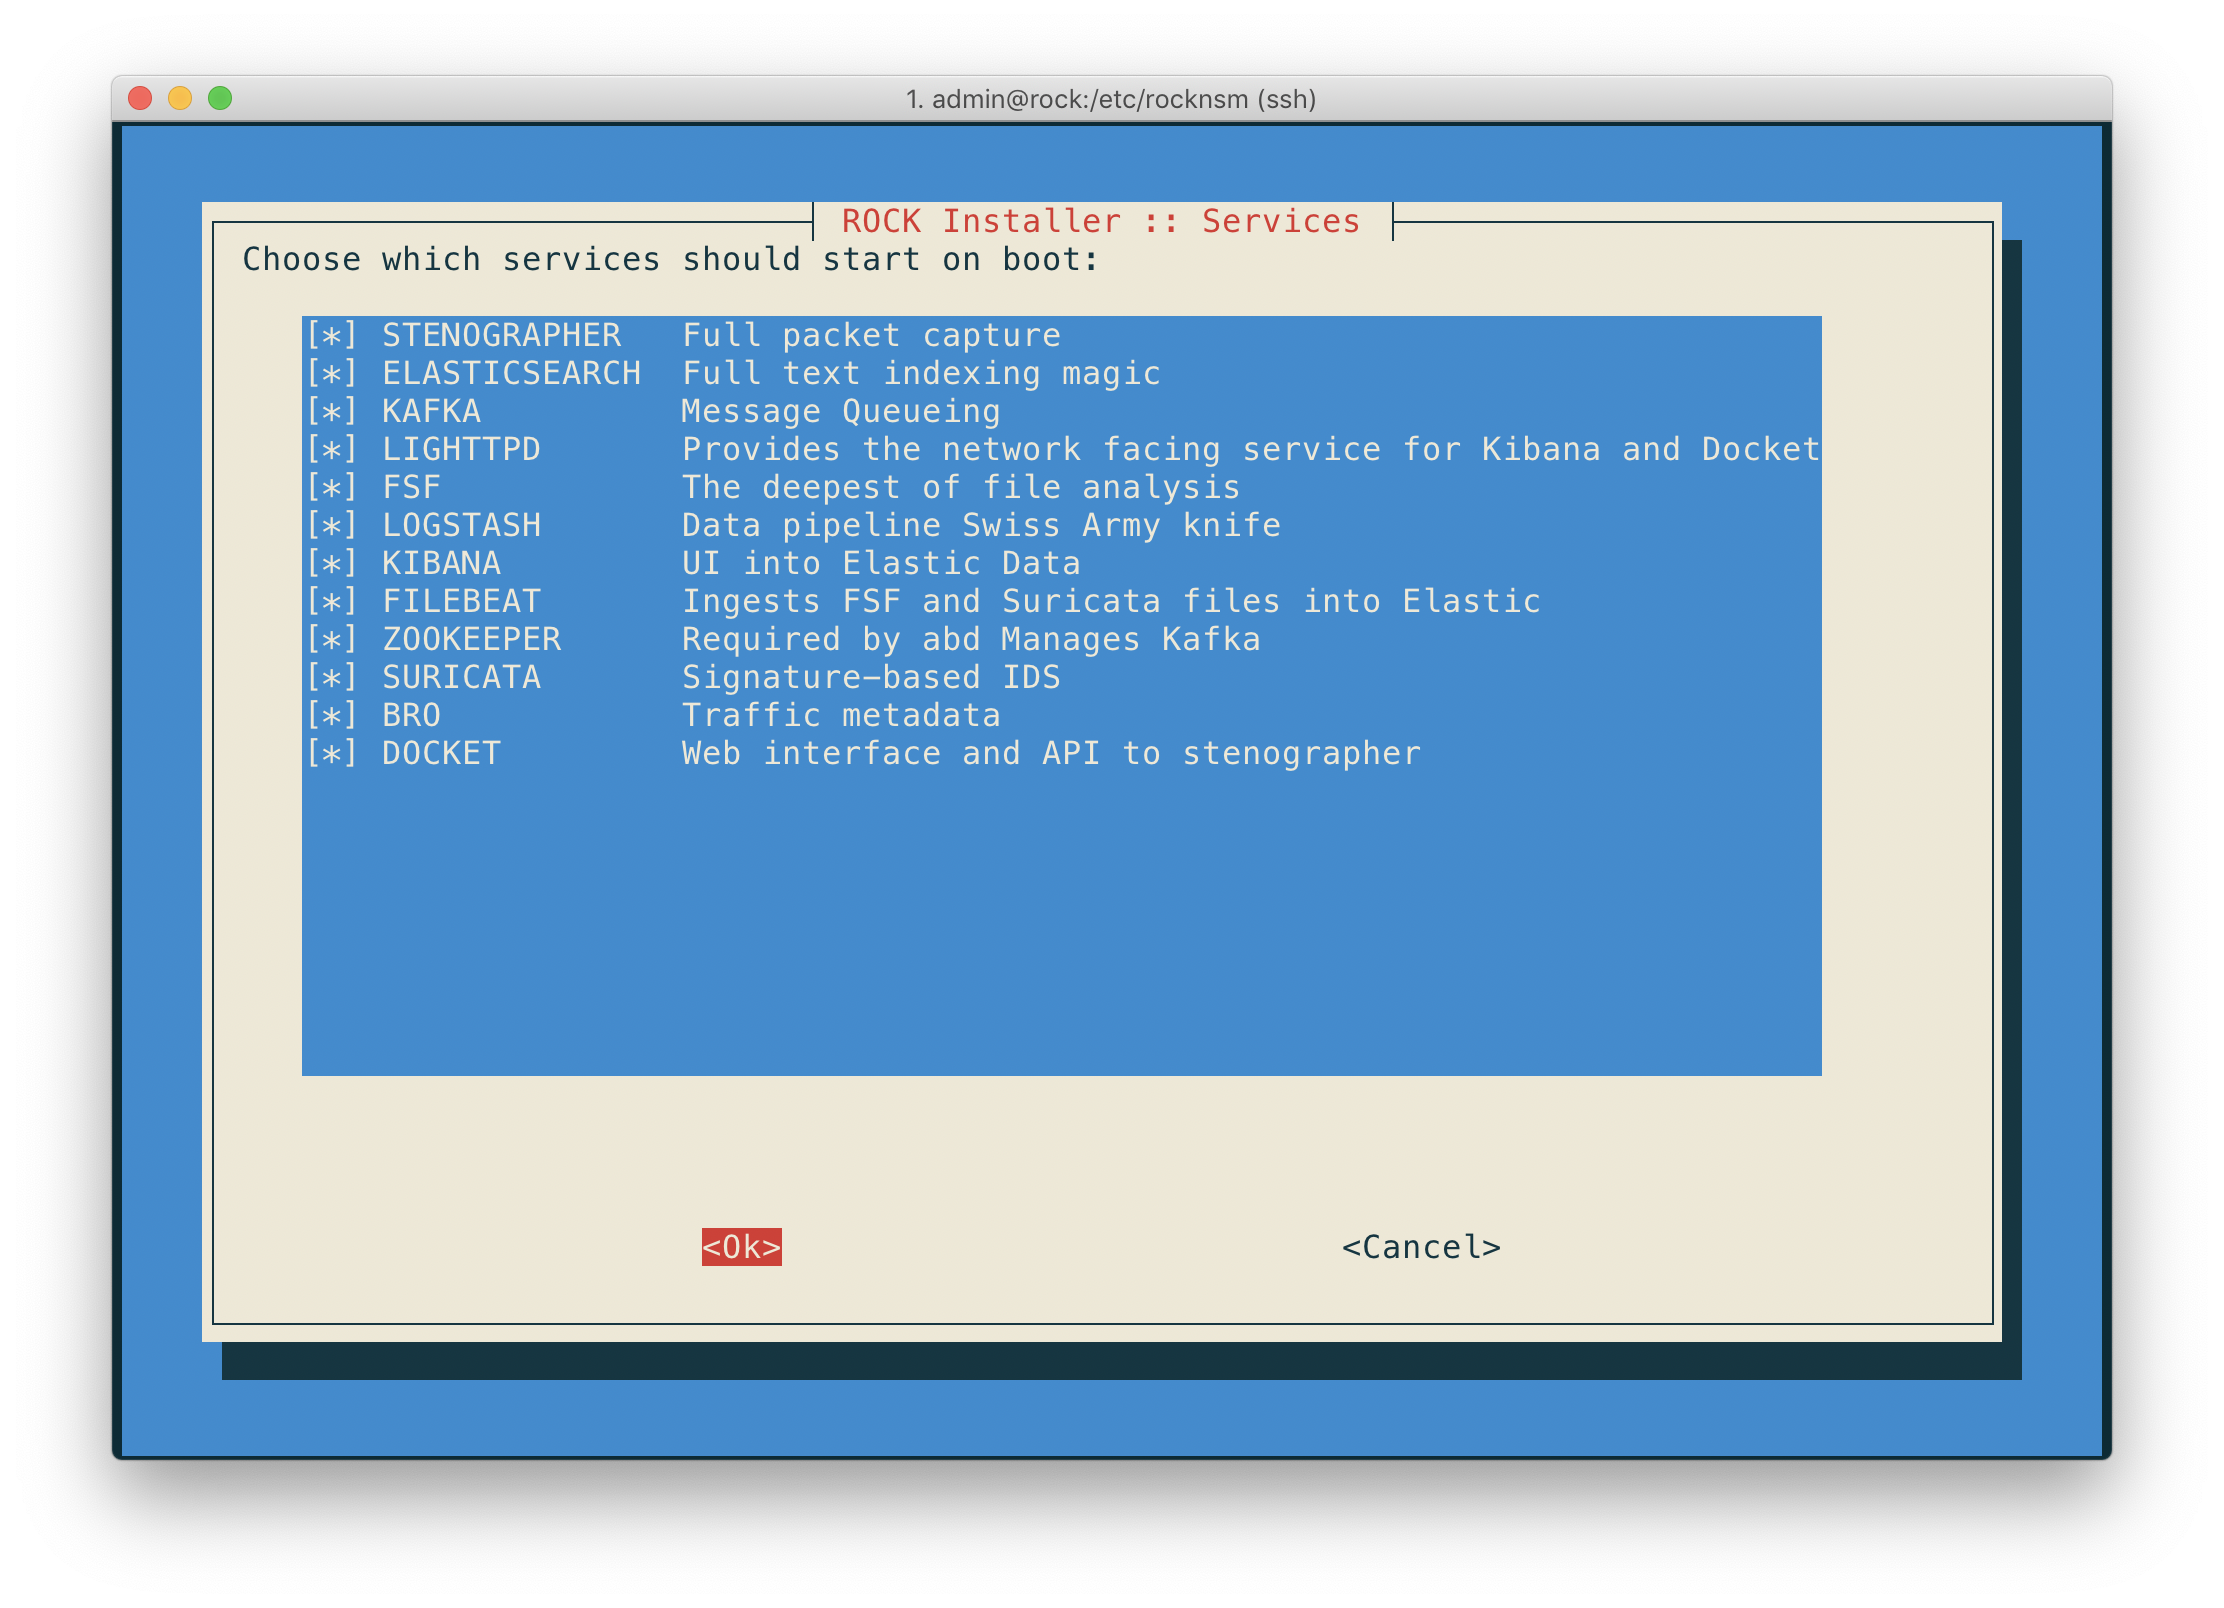 1. admin@rock:/etc/rocknsm (ssh)
ROCK Installer :: Services
Choose which services should start on boot:
[*] STENOGRAPHER Full packet capture
[*] ELASTICSEARCH Full text indexing magic
[*] KAFKA Message Queueing
[*] LIGHTTPD Provides the network facing service for Kibana and Docket
[*] FSF The deepest of file analysis
[*] LOGSTASH Data pipeline Swiss Army knife
[*] KIBANA UI into Elastic Data
[*] FILEBEAT Ingests FSF and Suricata files into Elastic
[*] ZOOKEEPER Required by abd Manages Kafka
[*] SURICATA Signature-based IDS
[*] BRO Traffic metadata
[*] DOCKET Web interface and API to stenographer
<Ok> <Cancel>